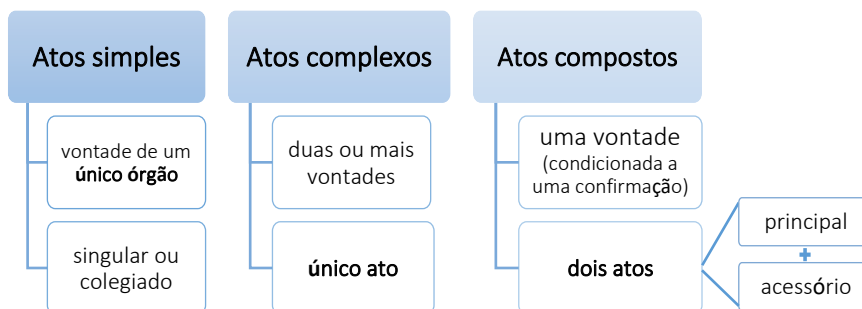 Atos simples
vontade de um
único órgão
singular ou
colegiado
Atos complexos
duas ou mais
vontades
único ato
Atos compostos
uma vontade
(condicionada a
uma confirmação)
dois atos
principal
+
acessório